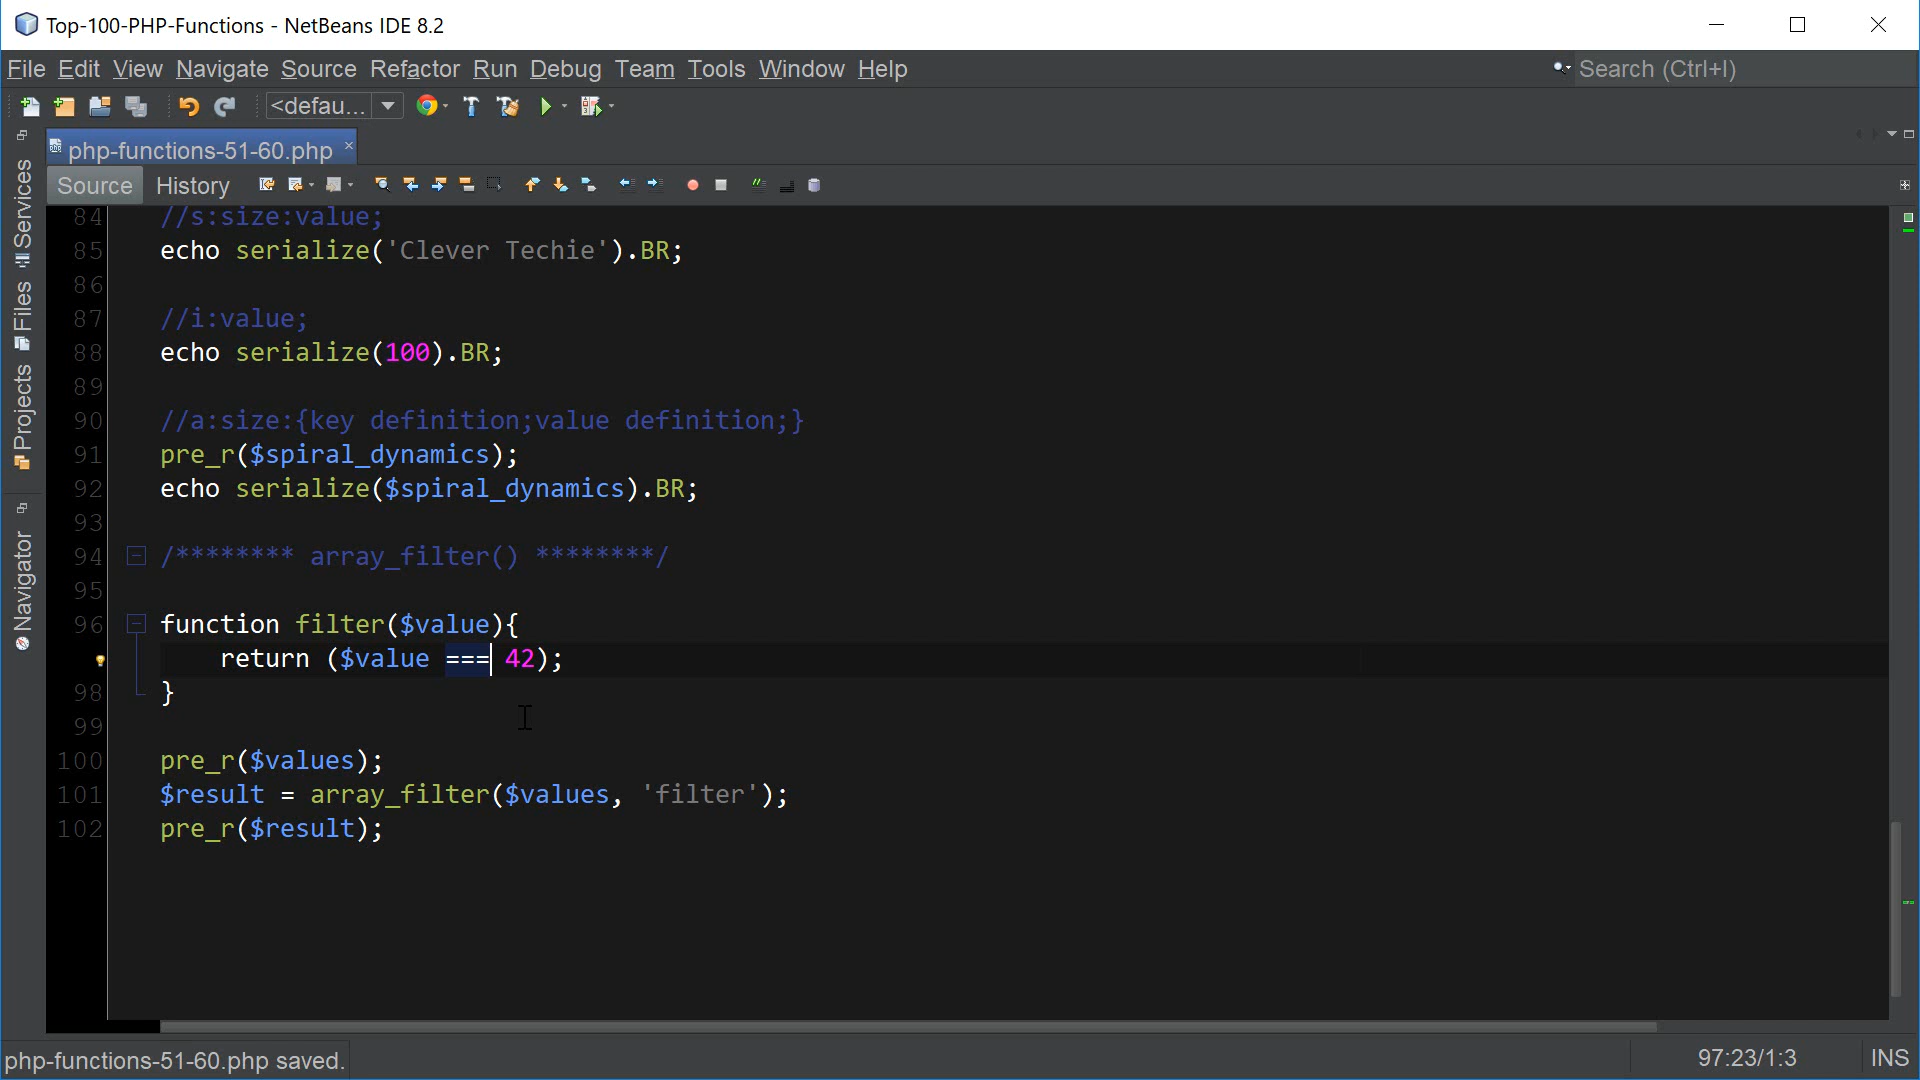 Top-100-PHP-Functions - NetBeans IDE 8.2
File Edit View Navigate Source Refactor Run Debug Team Tools Window Help
Search (Ctrl+I)
<defau...
php-functions-51-60.php
Source History
Services
Files
Projects
Navigator
84 //s:size:value;
85 echo serialize('Clever Techie').BR;
86
87 //i:value;
88 echo serialize(100).BR;
89
90 //a:size:{key definition;value definition;}
91 pre_r($spiral_dynamics);
92 echo serialize($spiral_dynamics).BR;
93
94 /******** array_filter() ********/
95
96 function filter($value){
return ($value === 42);
98 }
99
100 pre_r($values);
101 $result = array_filter($values, 'filter');
102 pre_r($result);
php-functions-51-60.php saved.
97:23/1:3
INS